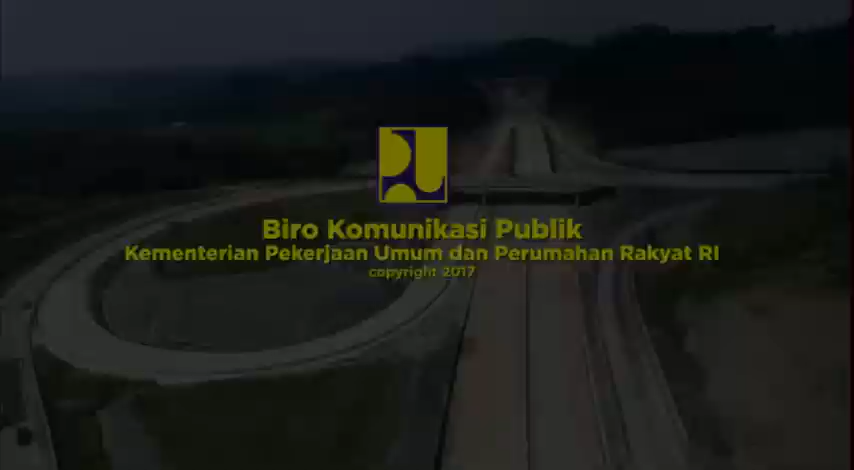 Biro Komunikasi Publik
Kementerian Pekerjaan Umum dan Perumahan Rakyat RI
copyright 2017